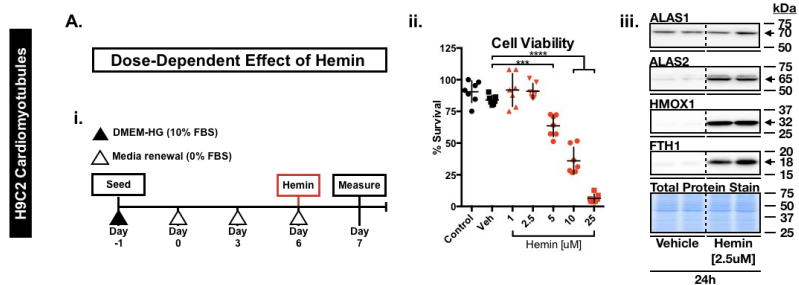 H9C2 Cardiomyotubules
A.
Dose-Dependent Effect of Hemin
i.
DMEM-HG (10% FBS)
Media renewal (0% FBS)
Seed
Hemin
Measure
Day
-1
Day
0
Day
3
Day
6
Day
7
ii.
Cell Viability
****
***
% Survival
125
100
75
50
25
0
Control
Veh
1
2.5
5
10
25
Hemin [uM]
iii.
kDa
ALAS1
75
70
50
ALAS2
75
65
50
HMOX1
37
32
25
FTH1
20
18
15
Total Protein Stain
75
50
37
25
Vehicle
Hemin
[2.5uM]
24h